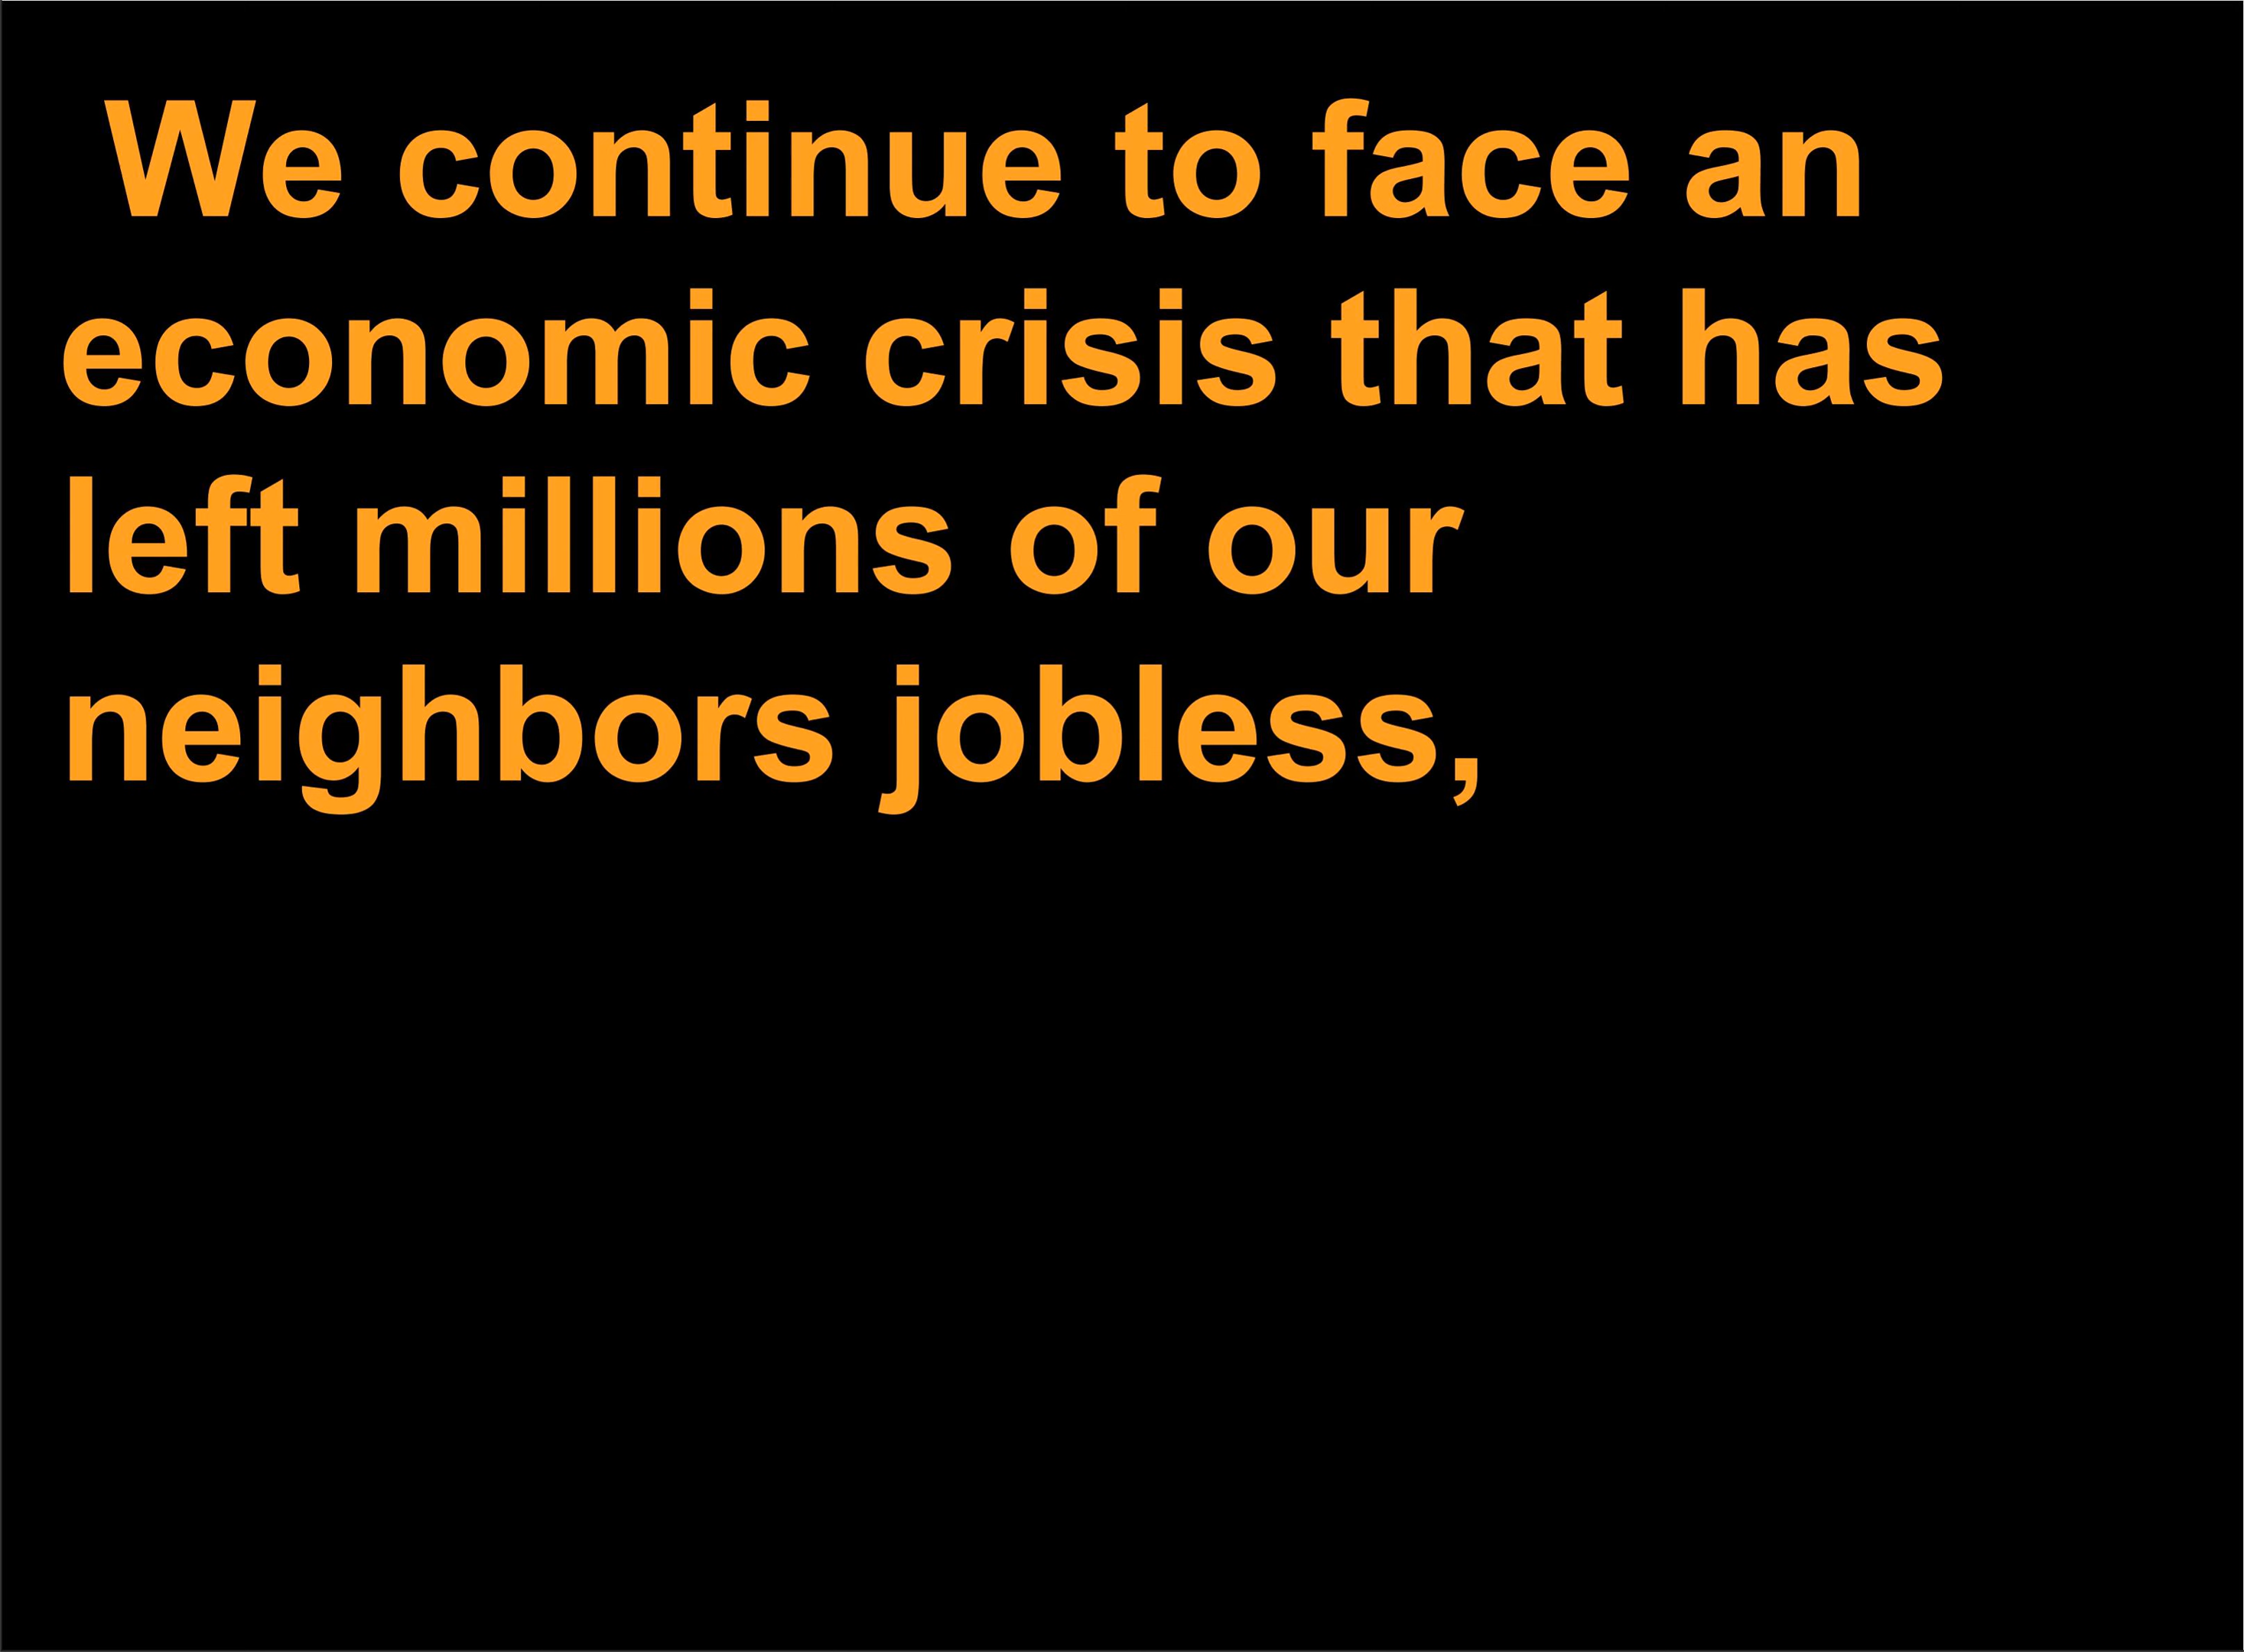 We continue to face an
economic crisis that has
left millions of our
neighbors jobless,